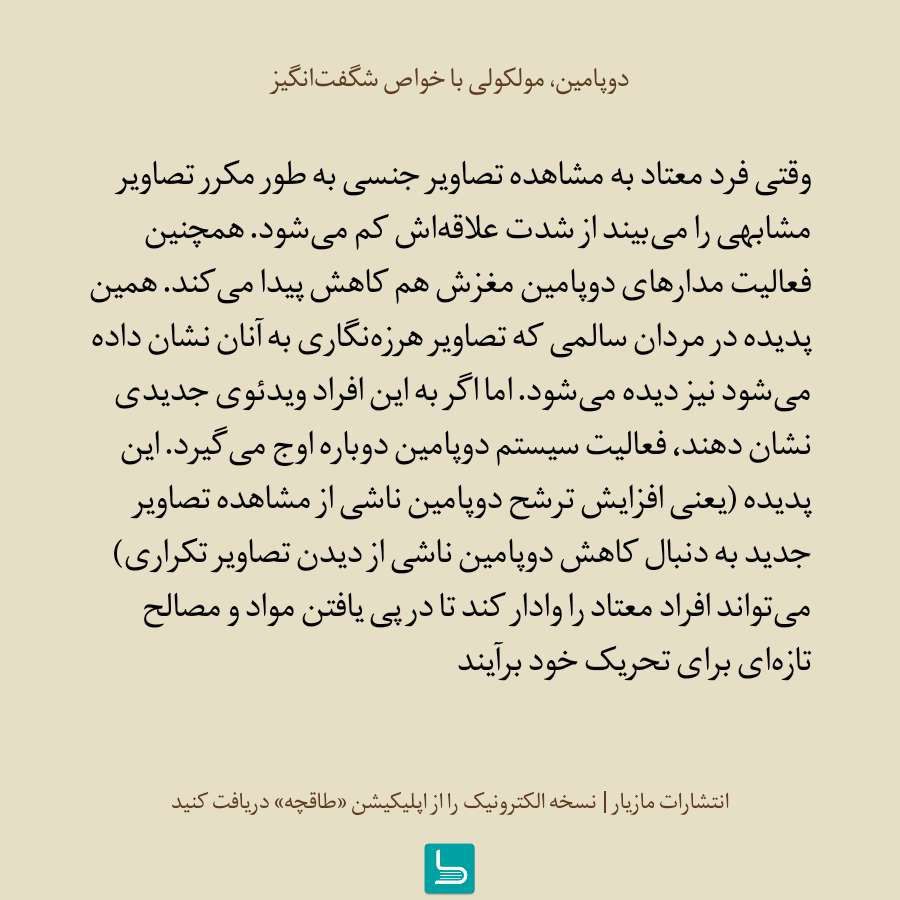 دوپامین، مولکولی با خواص شگفت‌انگیز
وقتی فرد معتاد به مشاهده تصاویر جنسی به طور مکرر تصاویر
مشابهی را می‌بیند از شدت علاقه‌اش کم می‌شود. همچنین
فعالیت مدارهای دوپامین مغزش هم کاهش پیدا می‌کند. همین
پدیده در مردان سالمی که تصاویر هرزه‌نگاری به آنان نشان داده
می‌شود نیز دیده می‌شود. اما اگر به این افراد ویدئوی جدیدی
نشان دهند، فعالیت سیستم دوپامین دوباره اوج می‌گیرد. این
پدیده (یعنی افزایش ترشح دوپامین ناشی از مشاهده تصاویر
جدید به دنبال کاهش دوپامین ناشی از دیدن تصاویر تکراری)
می‌تواند افراد معتاد را وادار کند تا در پی یافتن مواد و مصالح
تازه‌ای برای تحریک خود برآیند
انتشارات مازیار | نسخه الکترونیک را از اپلیکیشن «طاقچه» دریافت کنید